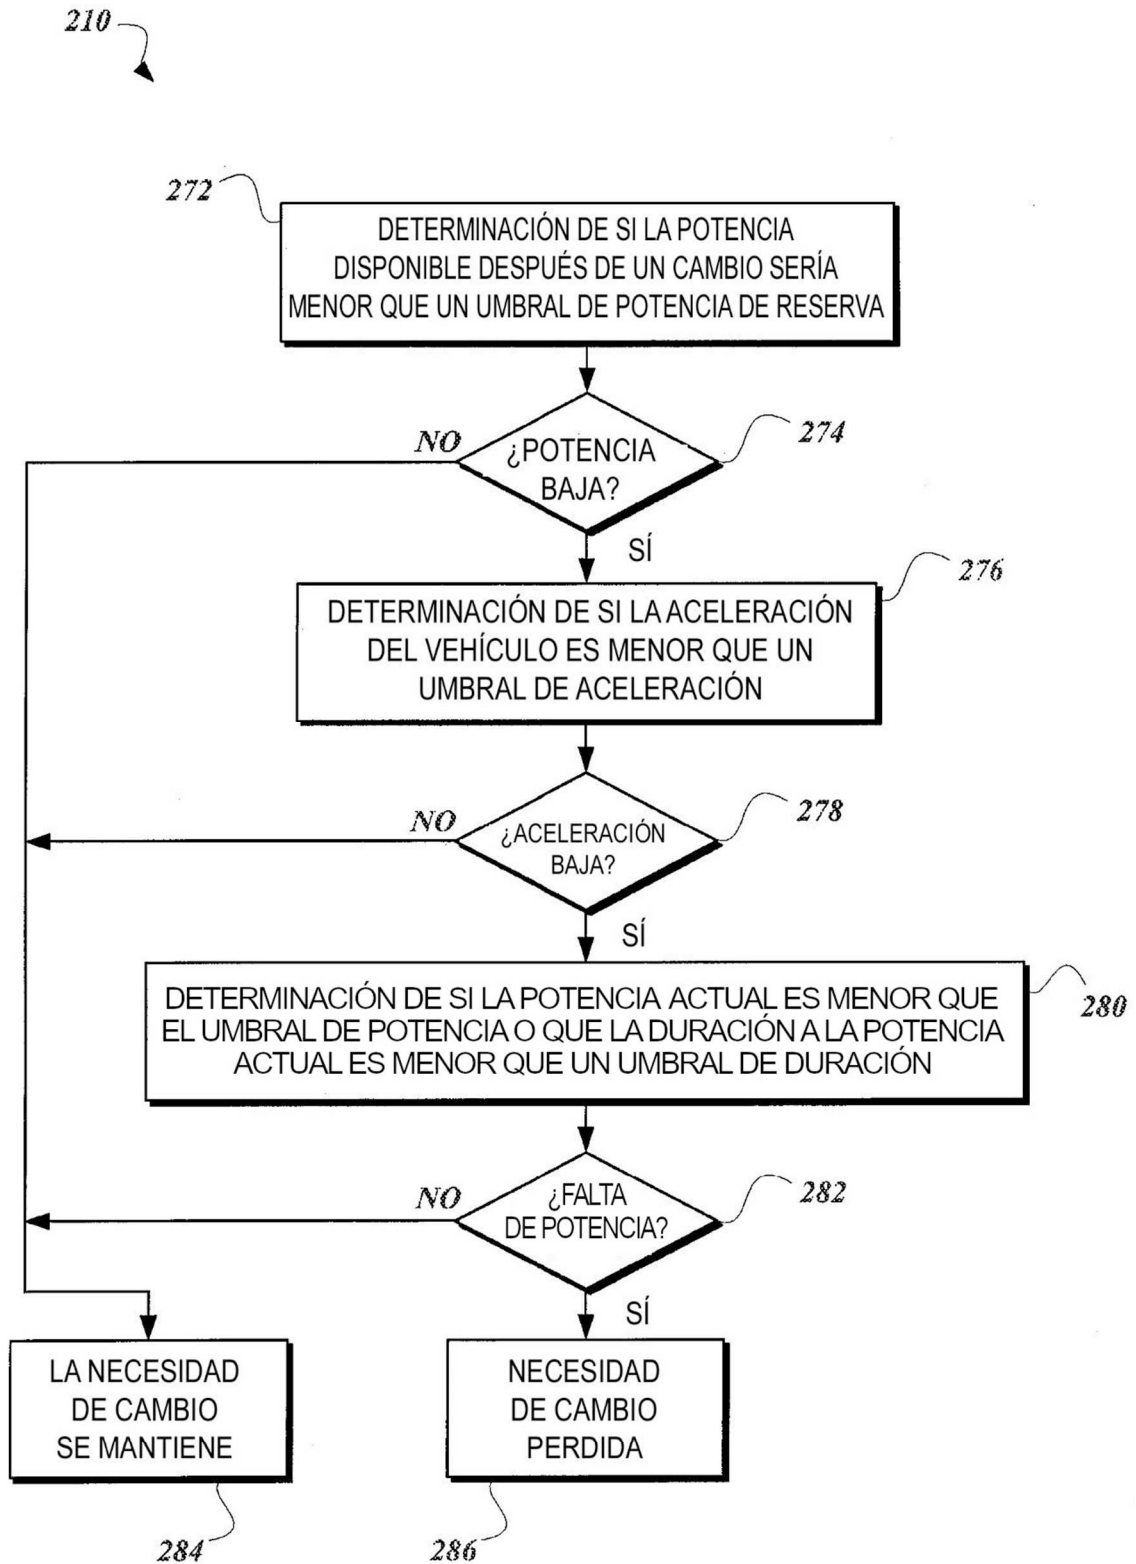 210
272
DETERMINACIÓN DE SI LA POTENCIA
DISPONIBLE DESPUÉS DE UN CAMBIO SERÍA
MENOR QUE UN UMBRAL DE POTENCIA DE RESERVA
NO
274
¿POTENCIA
BAJA?
SÍ
276
DETERMINACIÓN DE SI LA ACELERACIÓN
DEL VEHÍCULO ES MENOR QUE UN
UMBRAL DE ACELERACIÓN
NO
278
¿ACELERACIÓN
BAJA?
SÍ
280
DETERMINACIÓN DE SI LA POTENCIA ACTUAL ES MENOR QUE
EL UMBRAL DE POTENCIA O QUE LA DURACIÓN A LA POTENCIA
ACTUAL ES MENOR QUE UN UMBRAL DE DURACIÓN
NO
282
¿FALTA
DE POTENCIA?
SÍ
LA NECESIDAD
DE CAMBIO
SE MANTIENE
284
NECESIDAD
DE CAMBIO
PERDIDA
286